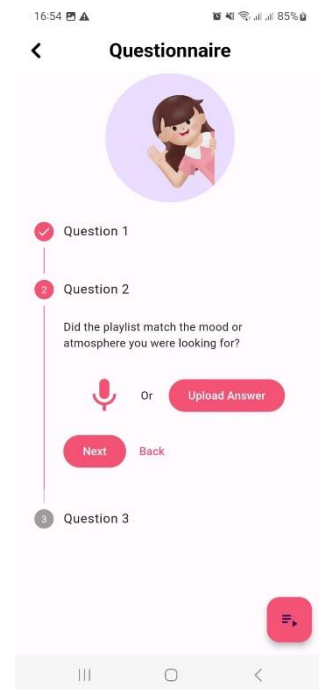 16:54 85%
Questionnaire
Question 1
2 Question 2
Did the playlist match the mood or
atmosphere you were looking for?
Or Upload Answer
Next Back
3 Question 3